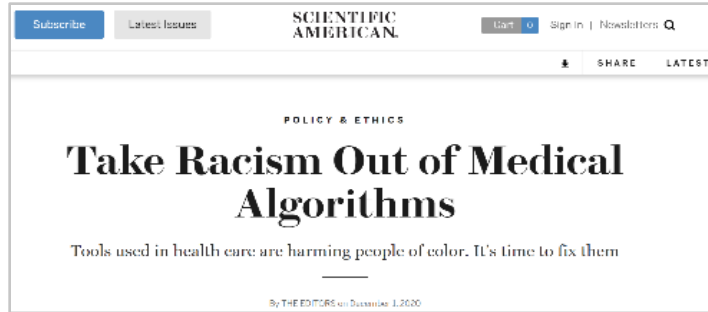 Subscribe
Latest Issues
SCIENTIFIC
AMERICAN.
Cart 0
Sign In | Newsletters
SHARE
LATEST
POLICY & ETHICS
Take Racism Out of Medical
Algorithms
Tools used in health care are harming people of color. It's time to fix them
By THE EDITORS on December 1, 2020